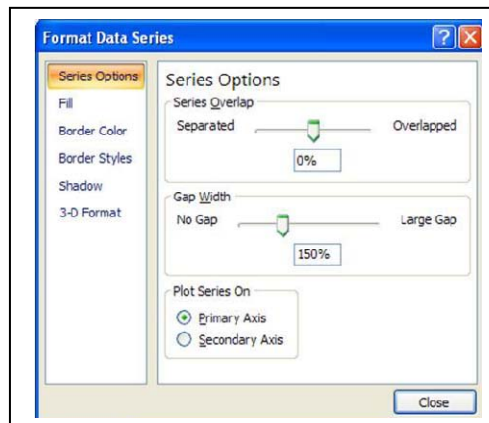 Format Data Series
Series Options
Fill
Border Color
Border Styles
Shadow
3-D Format
Series Options
Series Overlap
Separated Overlapped
0%
Gap Width
No Gap Large Gap
150%
Plot Series On
Primary Axis
Secondary Axis
Close